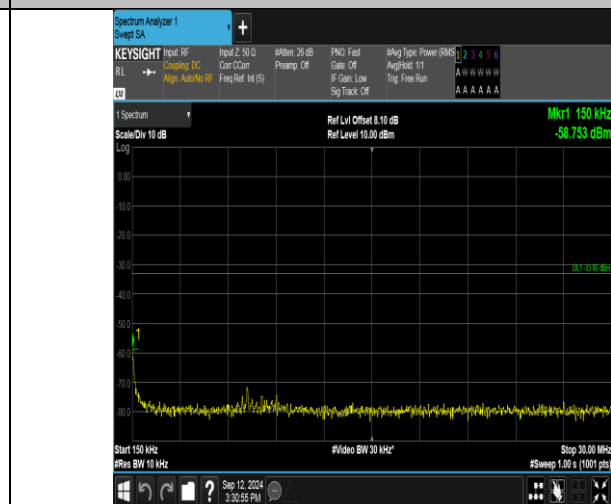 Spectrum Analyzer 1
Swept SA
+
KEYSIGHT
RL
LXI
Input: RF
Coupling: DC
Align: Auto/No RF
Input Z: 50 Ω
Corr CCorr
Freq Ref: Int (S)
#Atten: 26 dB
Preamp: Off
PNO: Fast
Gate: Off
IF Gain: Low
Sig Track: Off
#Avg Type: Power (RMS
Avg|Hold: 1/1
Trig: Free Run
1 2 3 4 5 6
A W W W W W
A A A A A A
1 Spectrum
Scale/Div 10 dB
Log
Ref Lvl Offset 8.10 dB
Ref Level 10.00 dBm
Mkr1 150 kHz
-58.753 dBm
0.00
-10.0
-20.0
-30.0
DL1 -33.00 dBm
-40.0
-50.0
1
-60.0
-70.0
-80.0
Start 150 kHz
#Video BW 30 kHz*
Stop 30.00 MHz
#Res BW 10 kHz
#Sweep 1.00 s (1001 pts)
?
Sep 12, 2024
3:30:55 PM